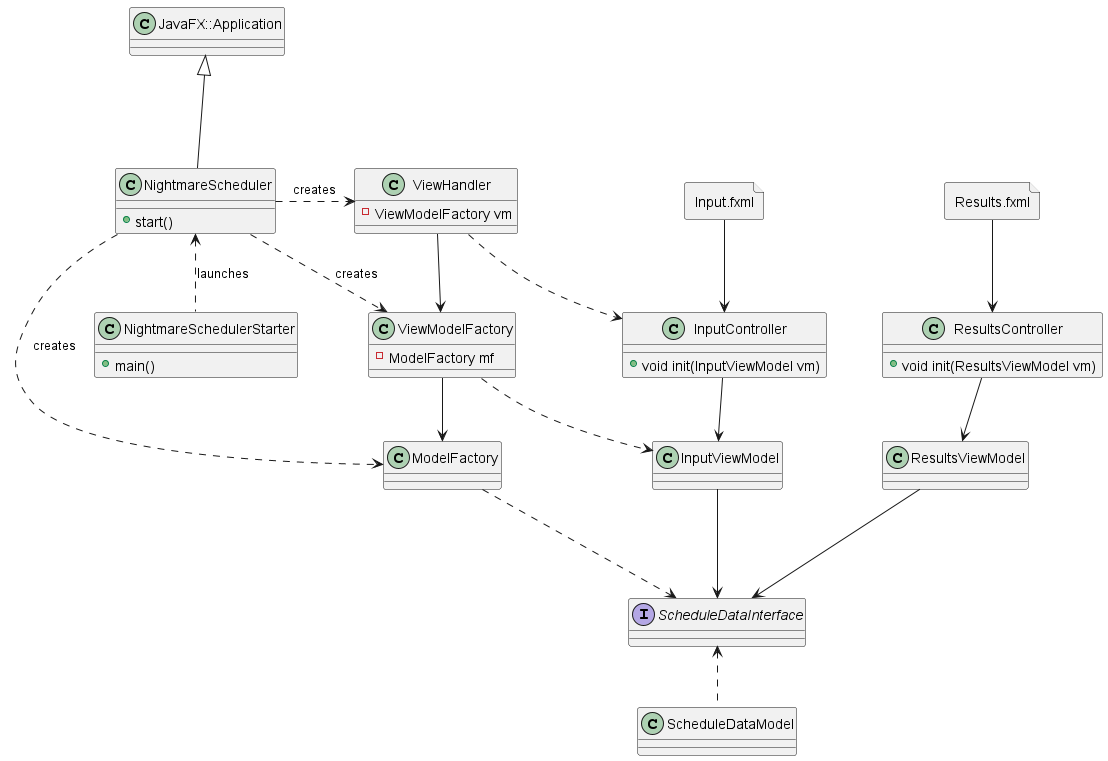 C JavaFX::Application
C NightmareScheduler
start()
creates
C ViewHandler
ViewModelFactory vm
Input.fxml
Results.fxml
launches
creates
creates
C NightmareSchedulerStarter
main()
C ViewModelFactory
ModelFactory mf
C InputController
void init(InputViewModel vm)
C ResultsController
void init(ResultsViewModel vm)
C ModelFactory
C InputViewModel
C ResultsViewModel
I ScheduleDataInterface
C ScheduleDataModel